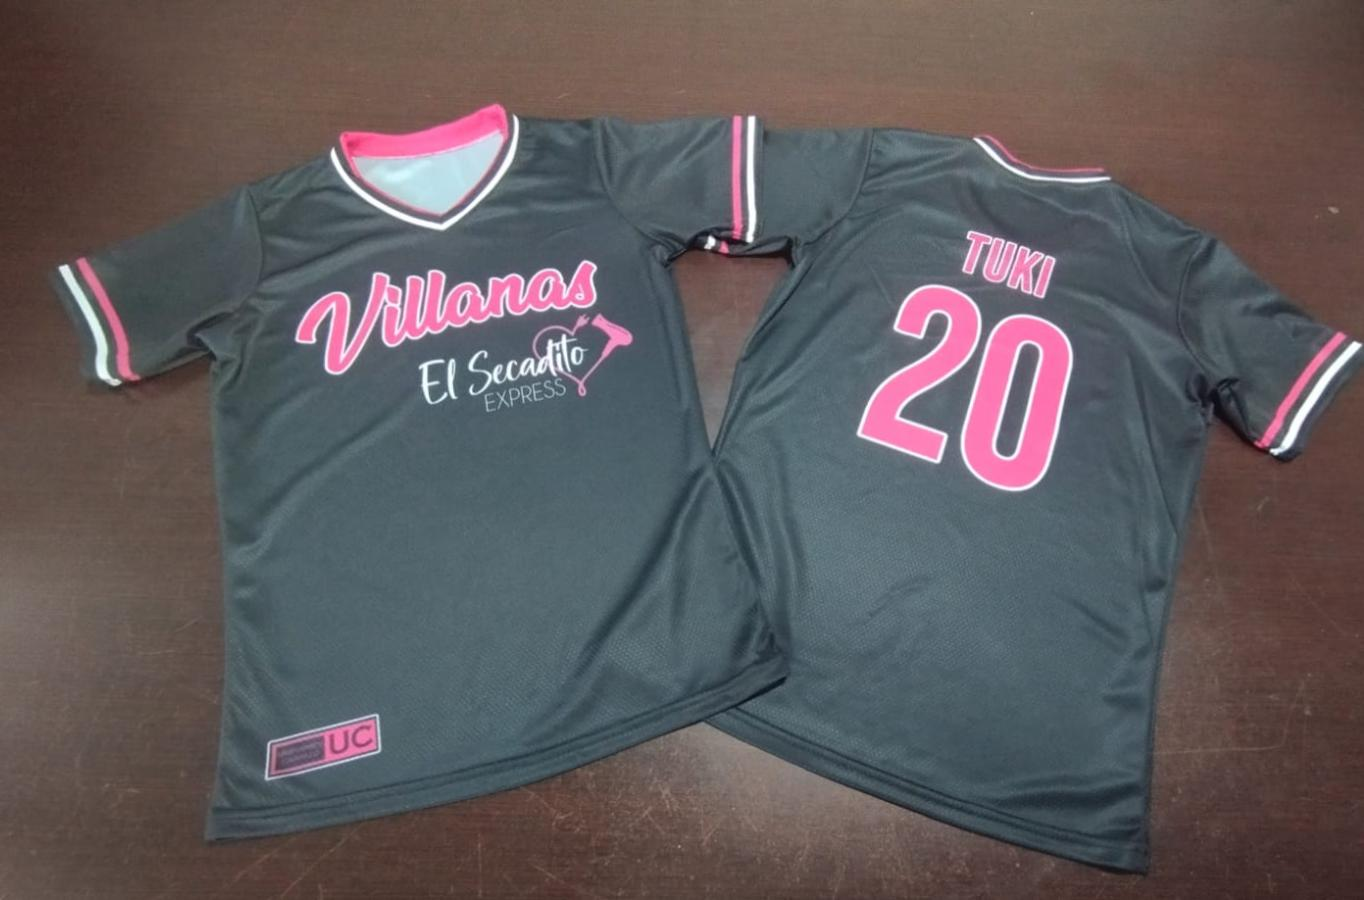 Villanas
El Secadito
EXPRESS
UC
TUKI
20